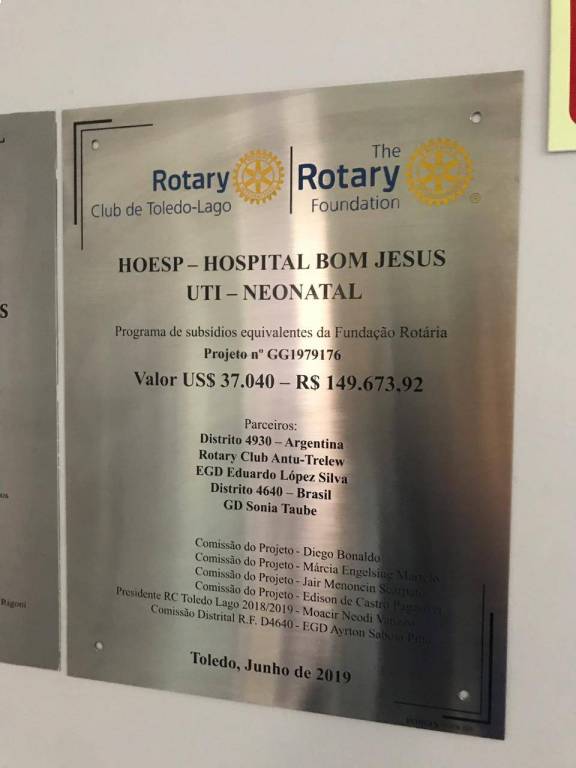 Rotary
Club de Toledo-Lago
The
Rotary
Foundation
HOESP – HOSPITAL BOM JESUS
UTI – NEONATAL
Programa de subsídios equivalentes da Fundação Rotária
Projeto nº GG1979176
Valor US$ 37.040 – R$ 149.673,92
Parceiros:
Distrito 4930 – Argentina
Rotary Club Antu-Trelew
EGD Eduardo López Silva
Distrito 4640 – Brasil
GD Sonia Taube
Comissão do Projeto - Diego Bonaldo
Comissão do Projeto - Márcia Engelsing
Comissão do Projeto - Jair Menoncin
Comissão do Projeto - Edison de Castro
Presidente RC Toledo Lago 2018/2019 - Moacir Neodi
Comissão Distrital R.F. D4640 - EGD Ayrton
Toledo, Junho de 2019
Rigoni